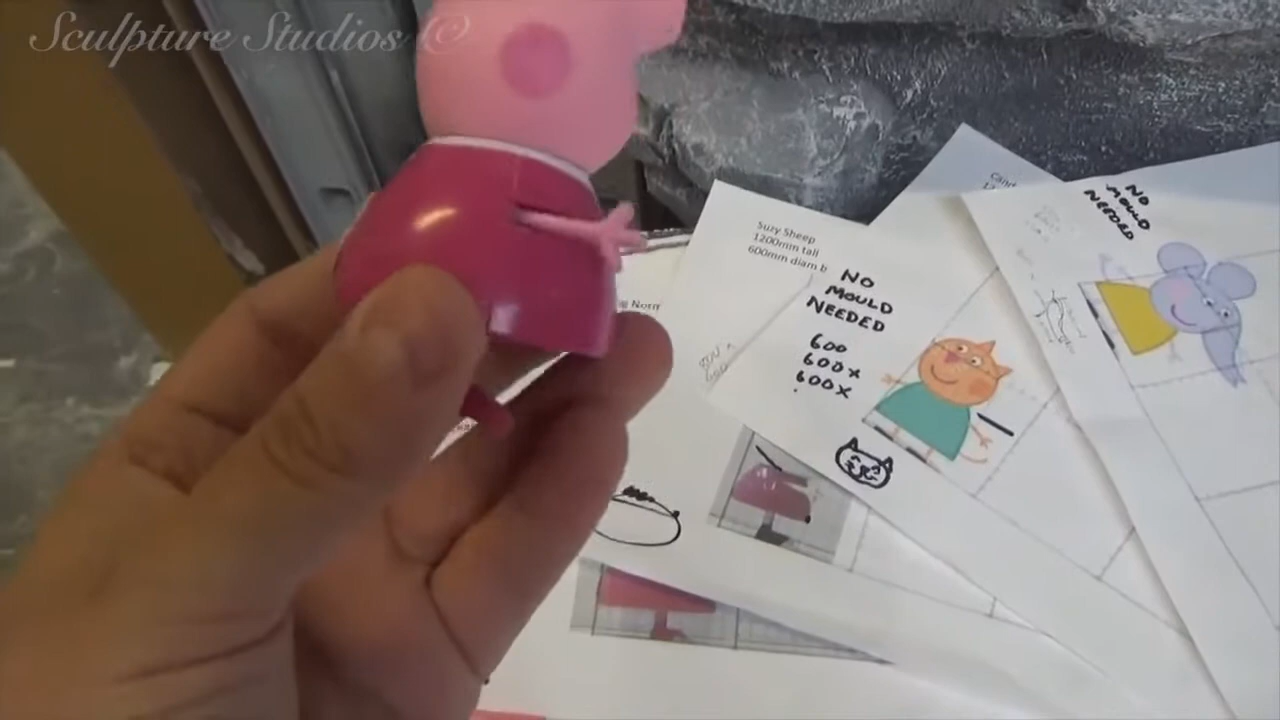 Sculpture Studios ©
Suzy Sheep
1200mm tall
600mm diam b
NO
MOULD
NEEDED
600
600x
600x
NO
MOULD
NEEDED